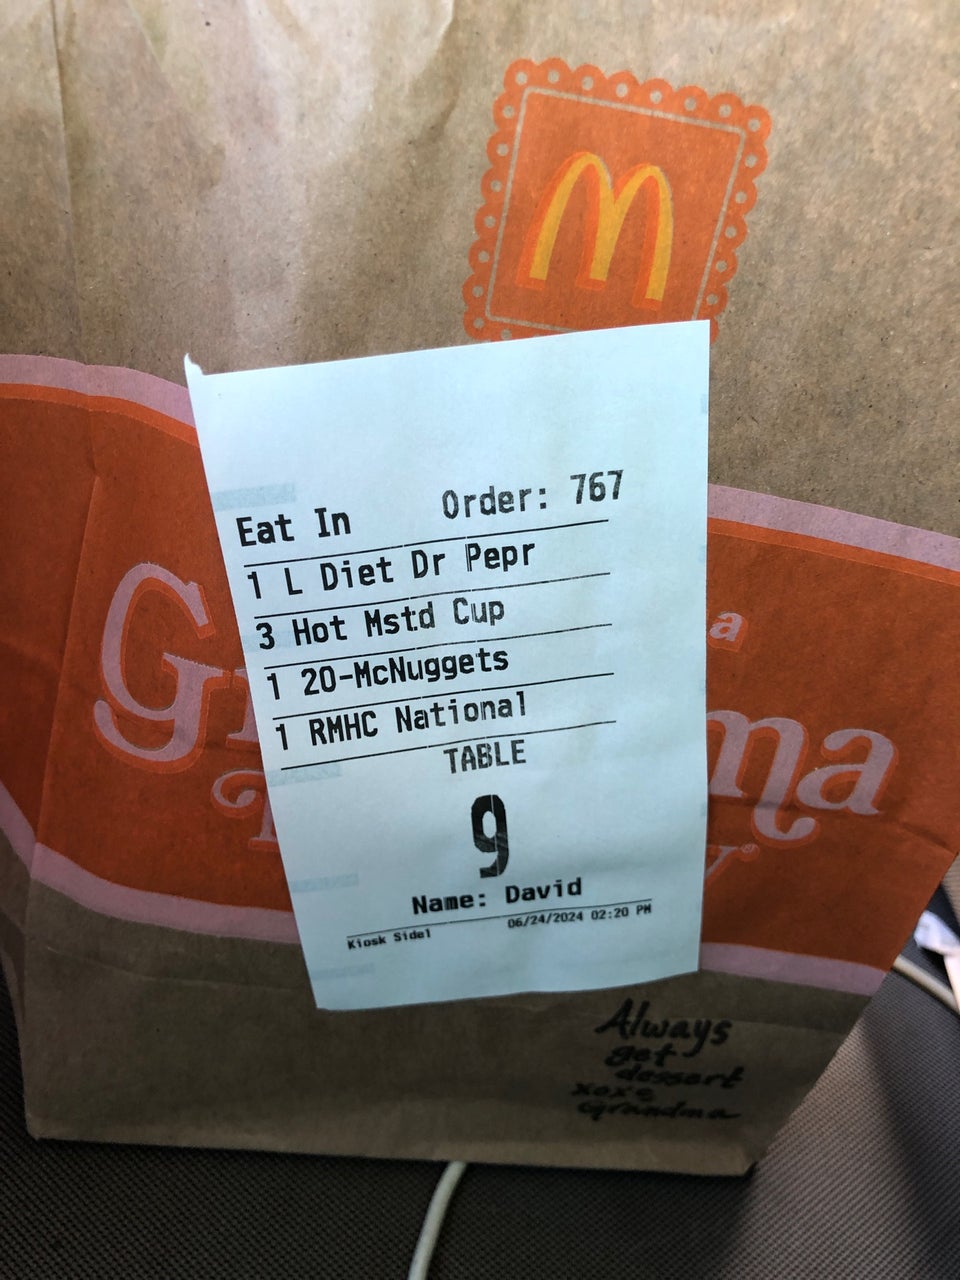 M
Eat In Order: 767
1 L Diet Dr Pepr
3 Hot Mstd Cup
1 20-McNuggets
1 RMHC National
TABLE
9
Name: David
Kiosk Side1 06/24/2024 02:20 PM
Always
get
dessert
xoxo
Grandma